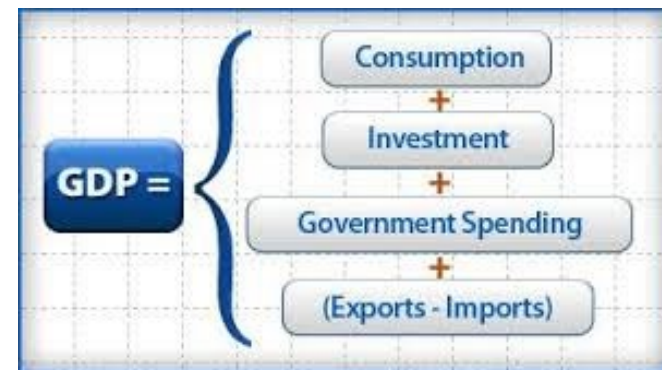 GDP =
Consumption
+
Investment
+
Government Spending
+
(Exports - Imports)